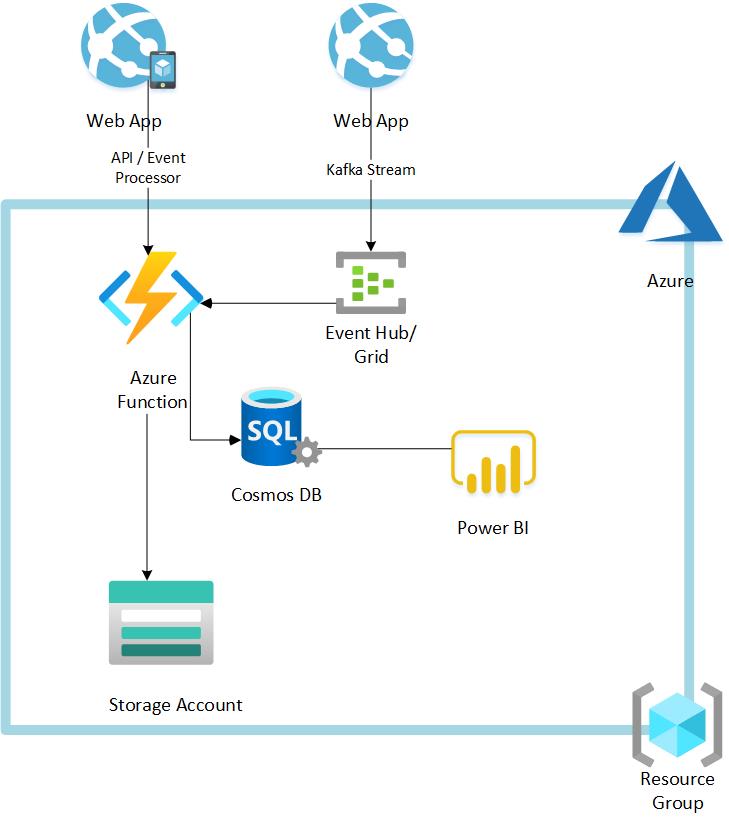 Web App
Web App
API / Event
Processor
Kafka Stream
Azure
Event Hub/
Grid
Azure
Function
SQL
Cosmos DB
Power BI
Storage Account
Resource
Group